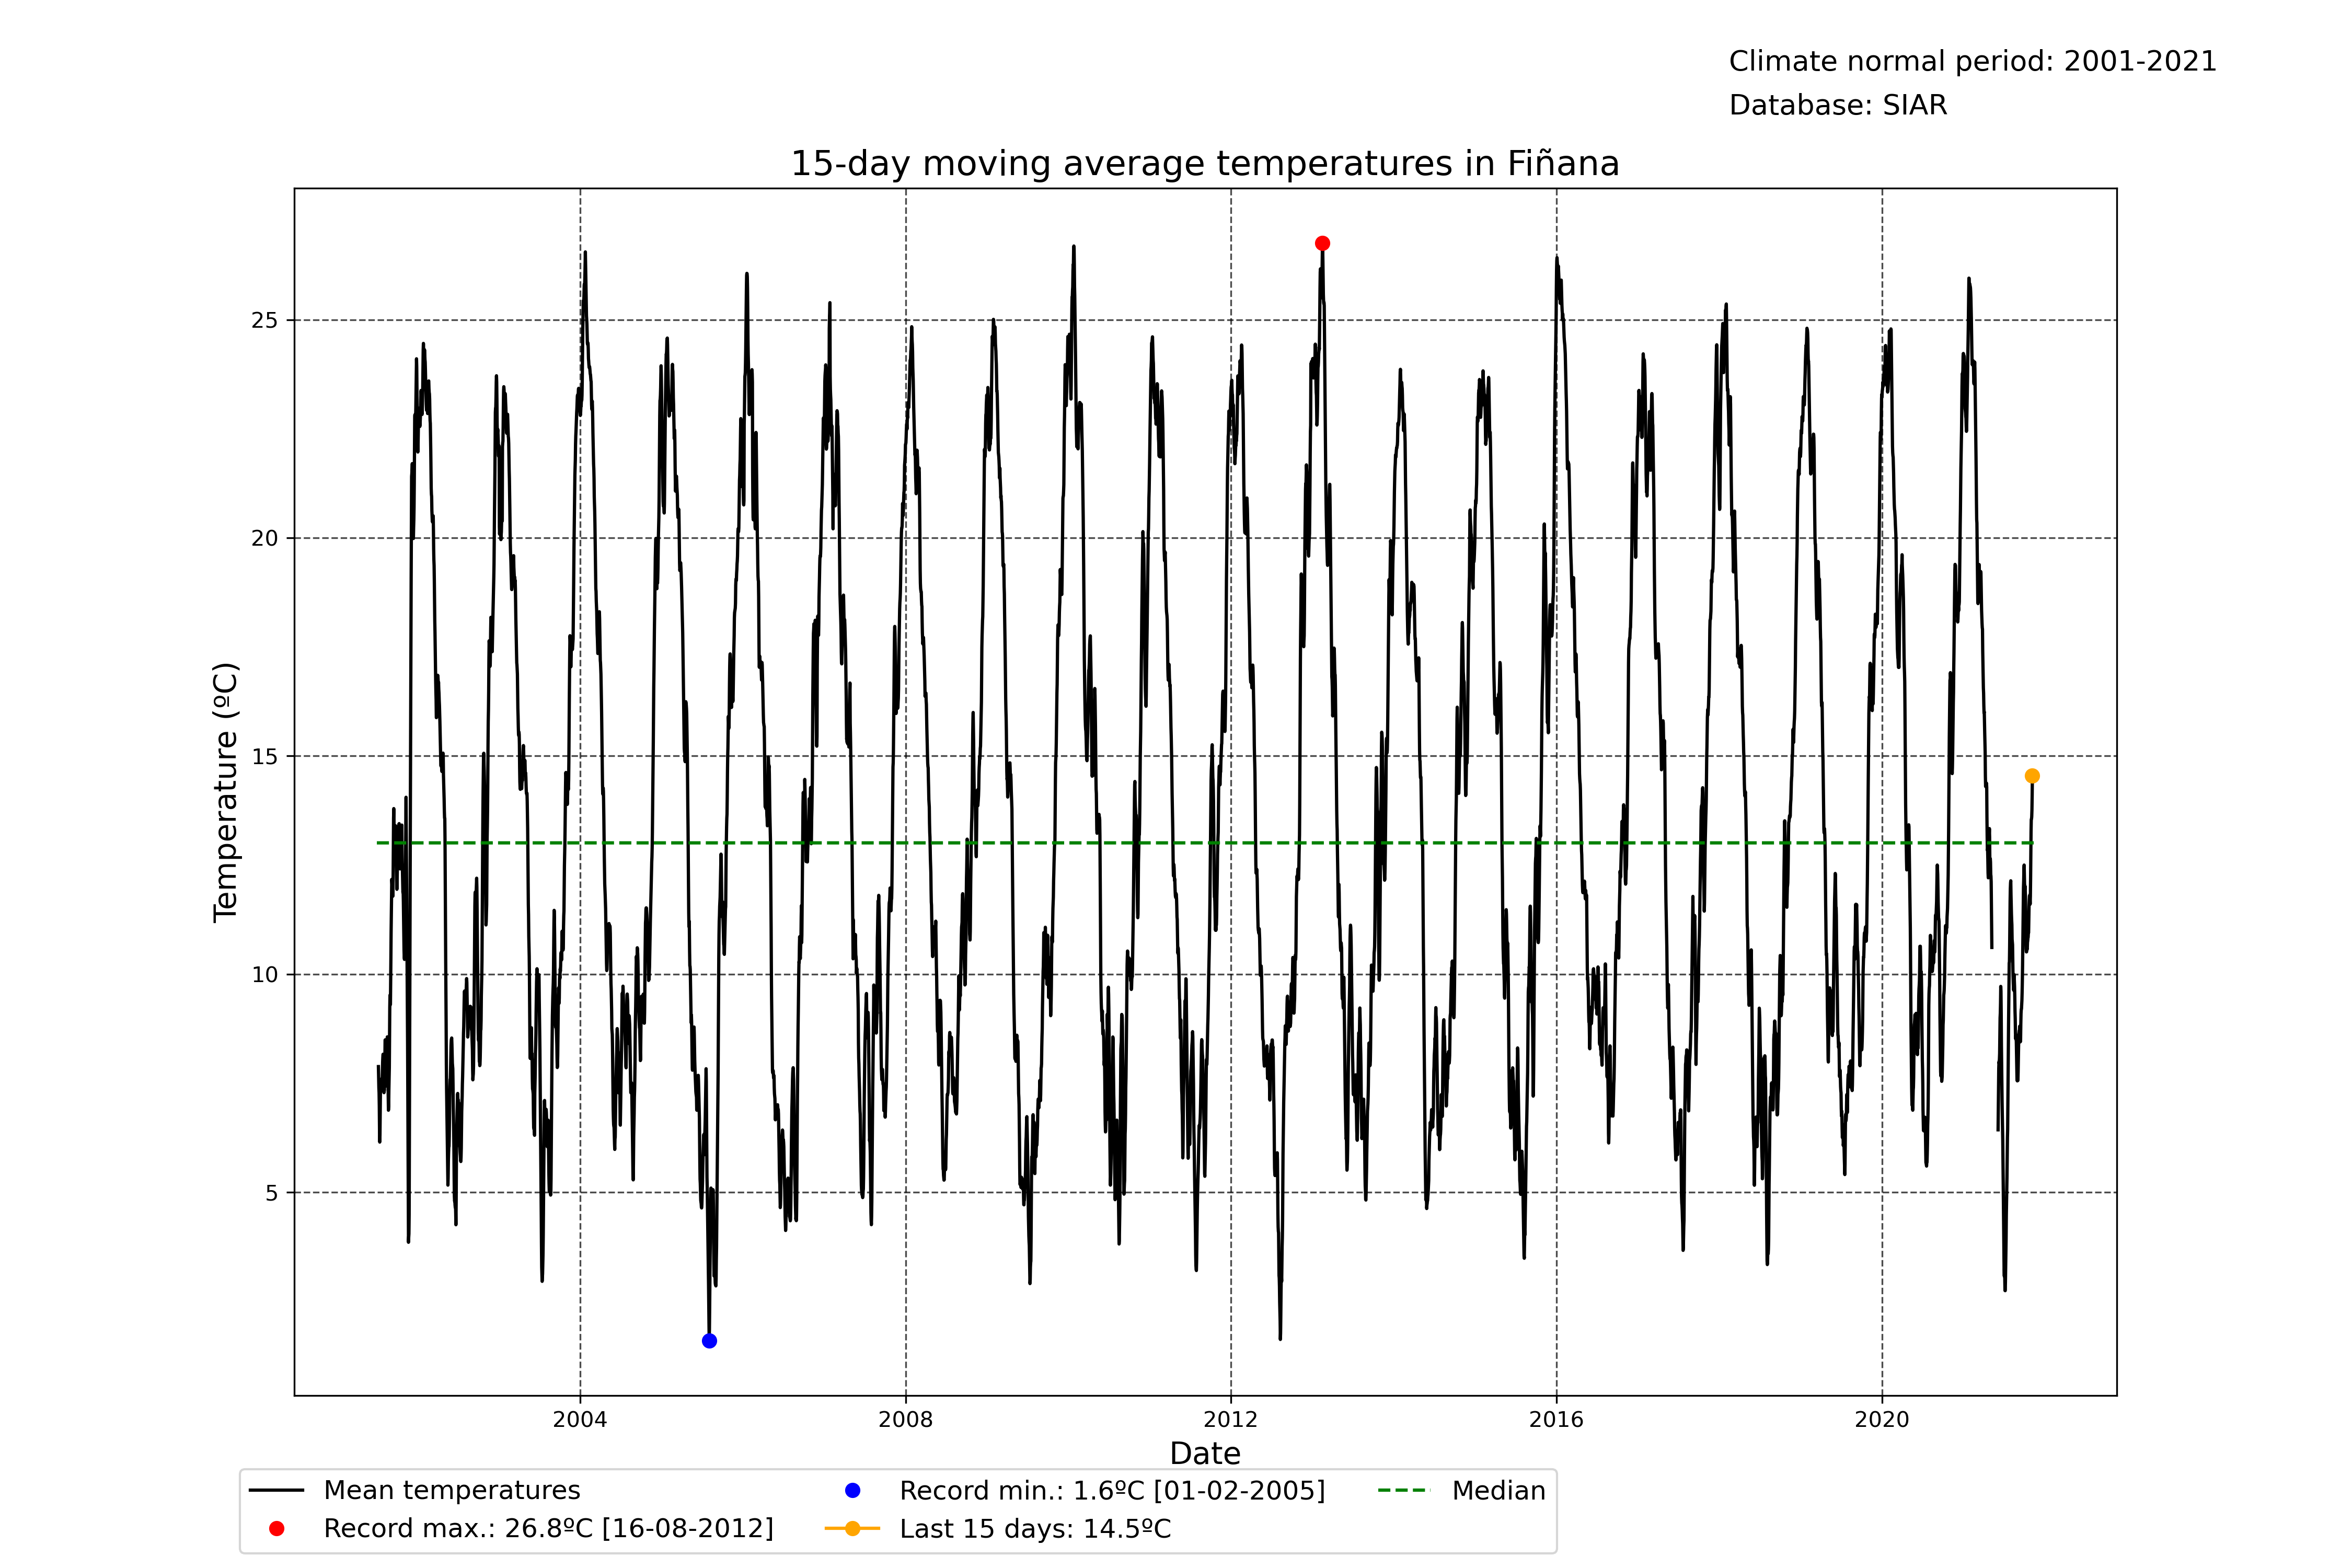 Climate normal period: 2001-2021
Database: SIAR
15-day moving average temperatures in Fiñana
Temperature (ºC)
25
20
15
10
5
2004
2008
2012
2016
2020
Date
Mean temperatures
Record max.: 26.8ºC [16-08-2012]
Record min.: 1.6ºC [01-02-2005]
Last 15 days: 14.5ºC
Median